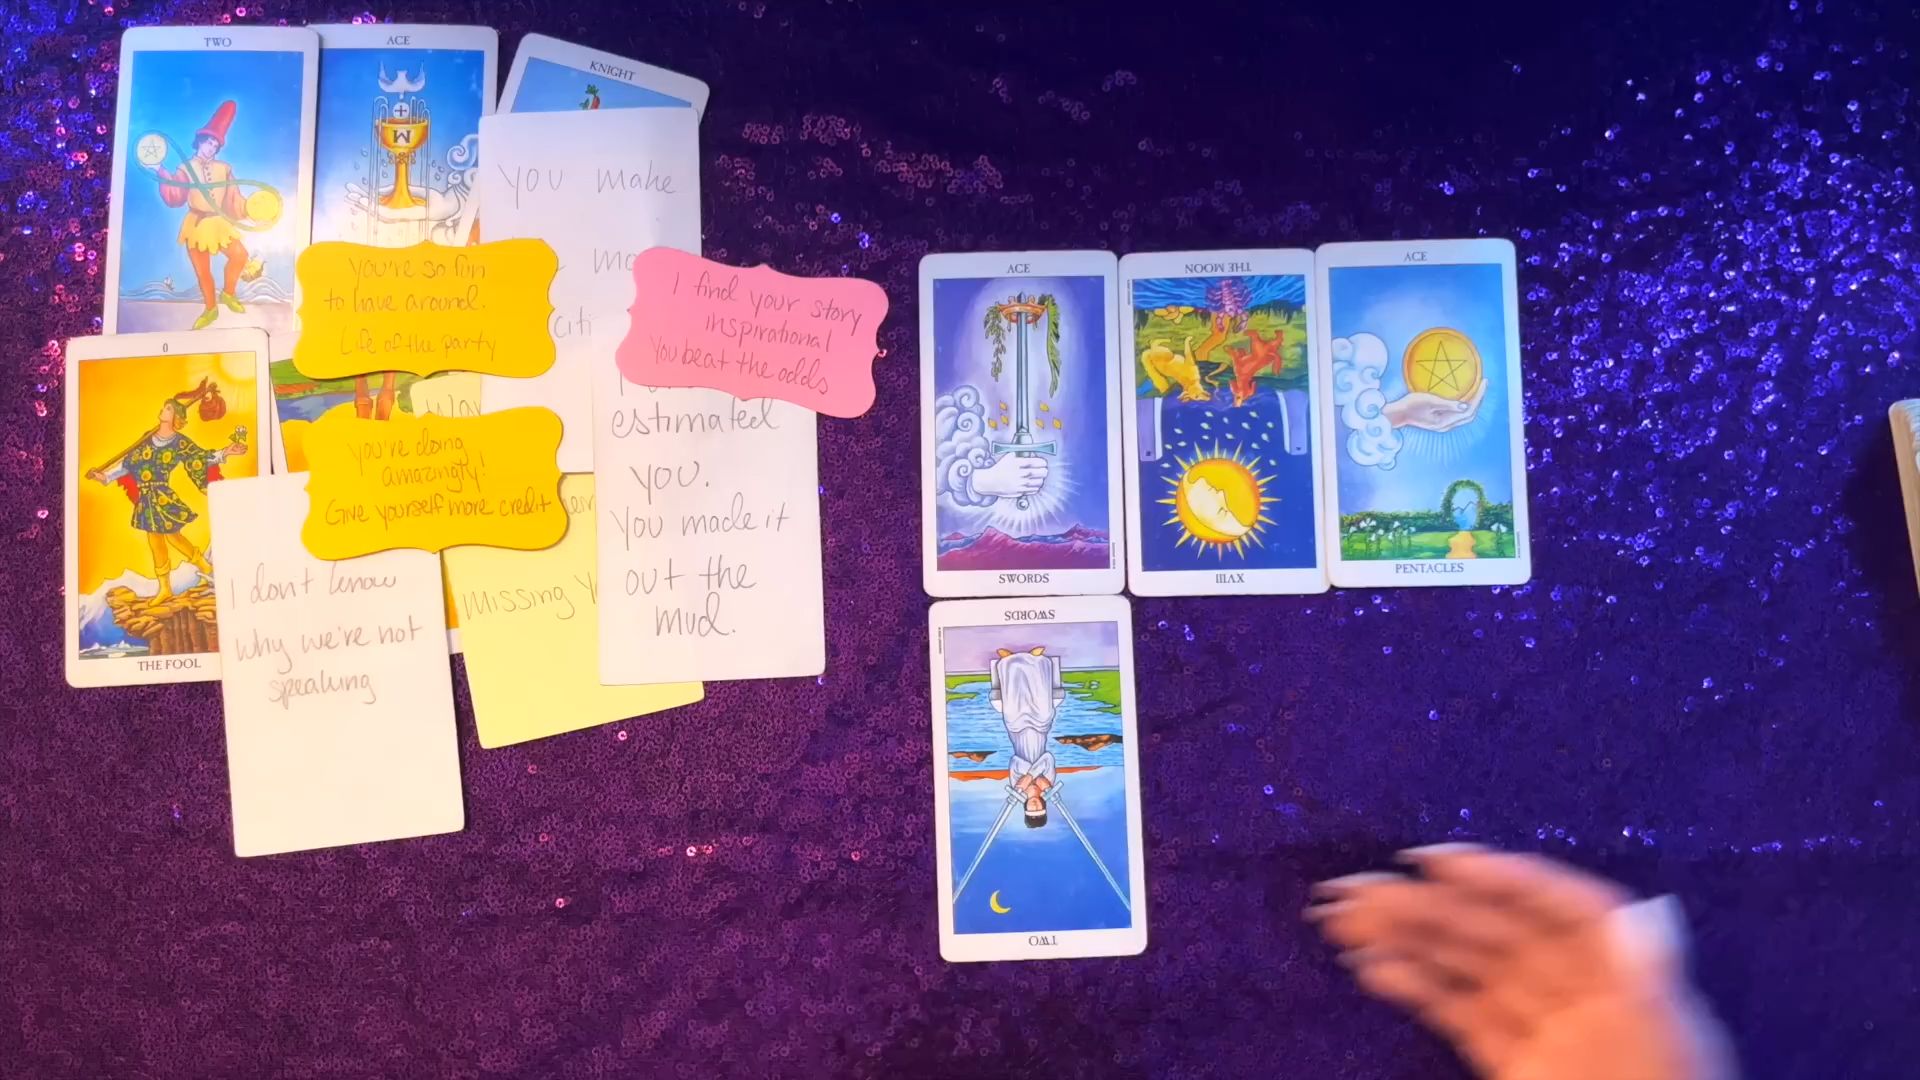 TWO
ACE
KNIGHT
YOU make
citi
You're so fun
to have around.
Life of the party
I find your story
inspirational
You beat the odds
estimated
YOU.
You made it
out the
mud.
0
THE FOOL
You're doing
amazingly!
Give yourself more credit
I don't know
why we're not
speaking
Missing
ACE
SWORDS
THE MOON
XVIII
ACE
PENTACLES
SWORDS
TWO